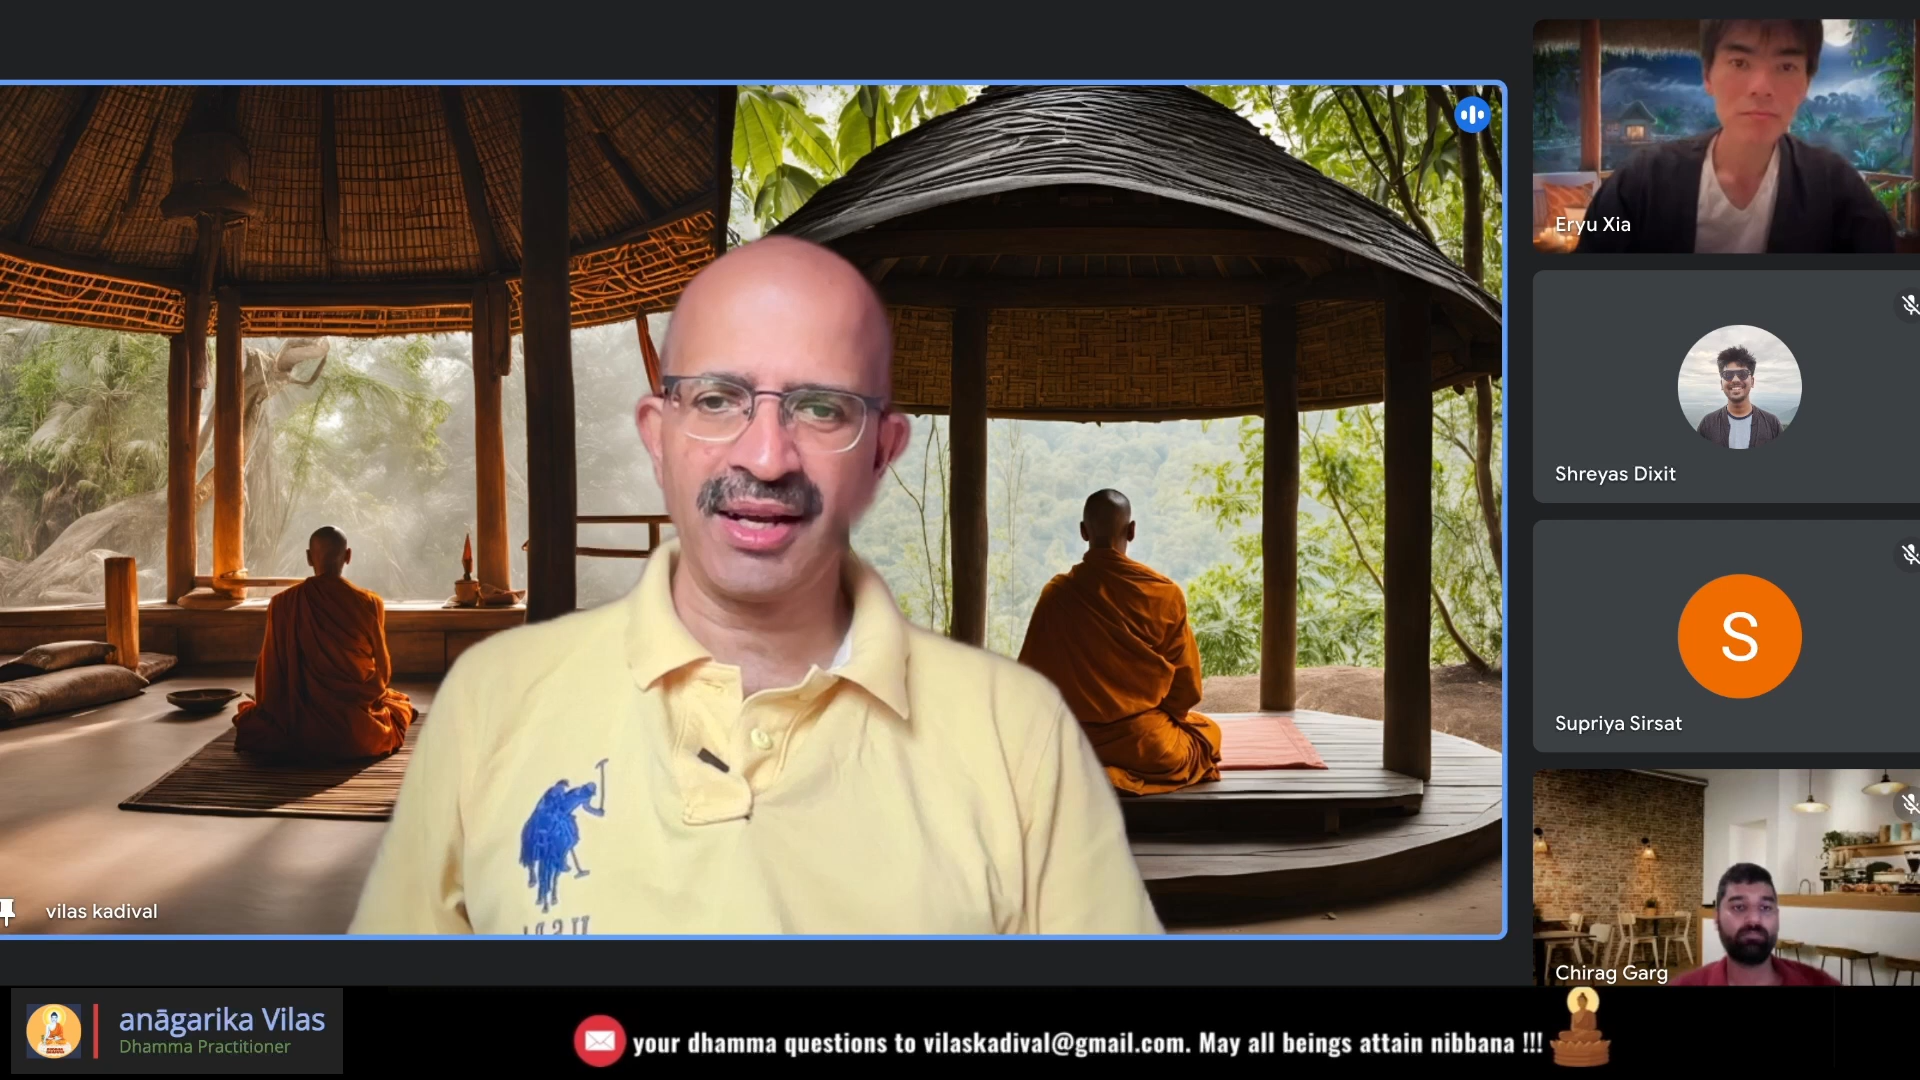 Eryu Xia
Shreyas Dixit
S
Supriya Sirsat
Chirag Garg
vilas kadival
anāgarika Vilas
Dhamma Practitioner
your dhamma questions to vilaskadival@gmail.com. May all beings attain nibbana !!!